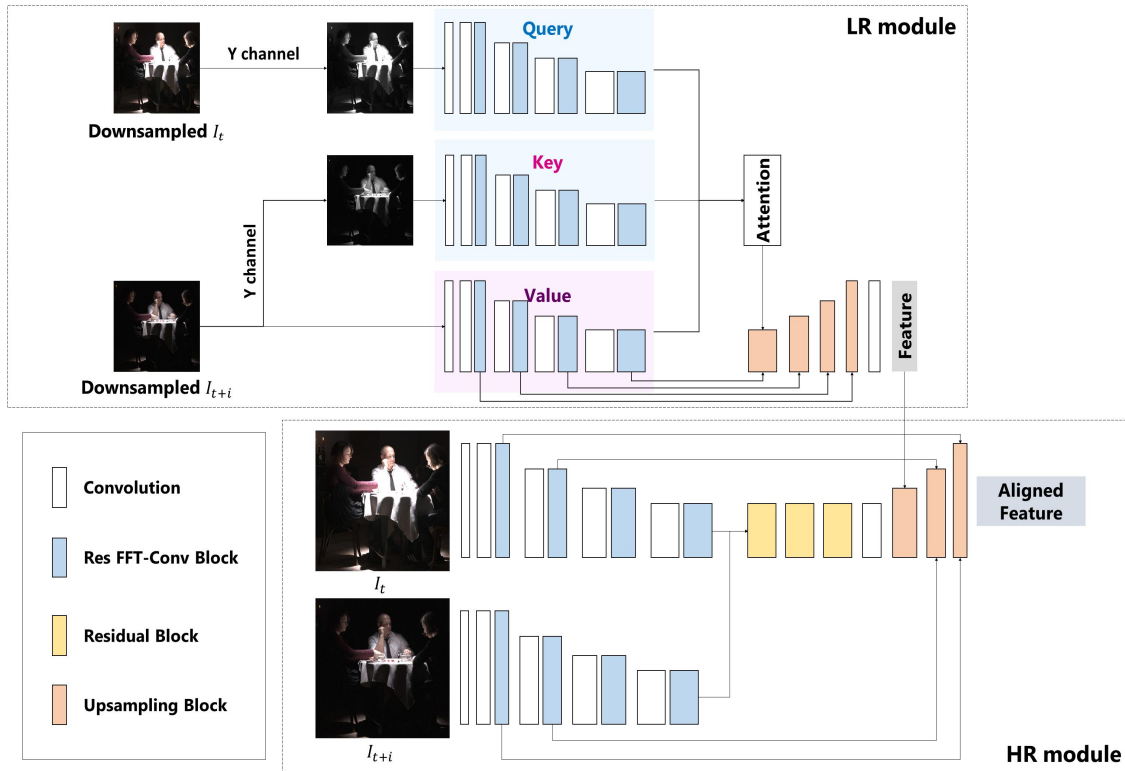 LR module
Query
Y channel
Downsampled I_t
Key
Attention
Y channel
Value
Feature
Downsampled I_{t+i}
Convolution
Res FFT-Conv Block
Residual Block
Upsampling Block
Aligned
Feature
I_t
I_{t+i}
HR module